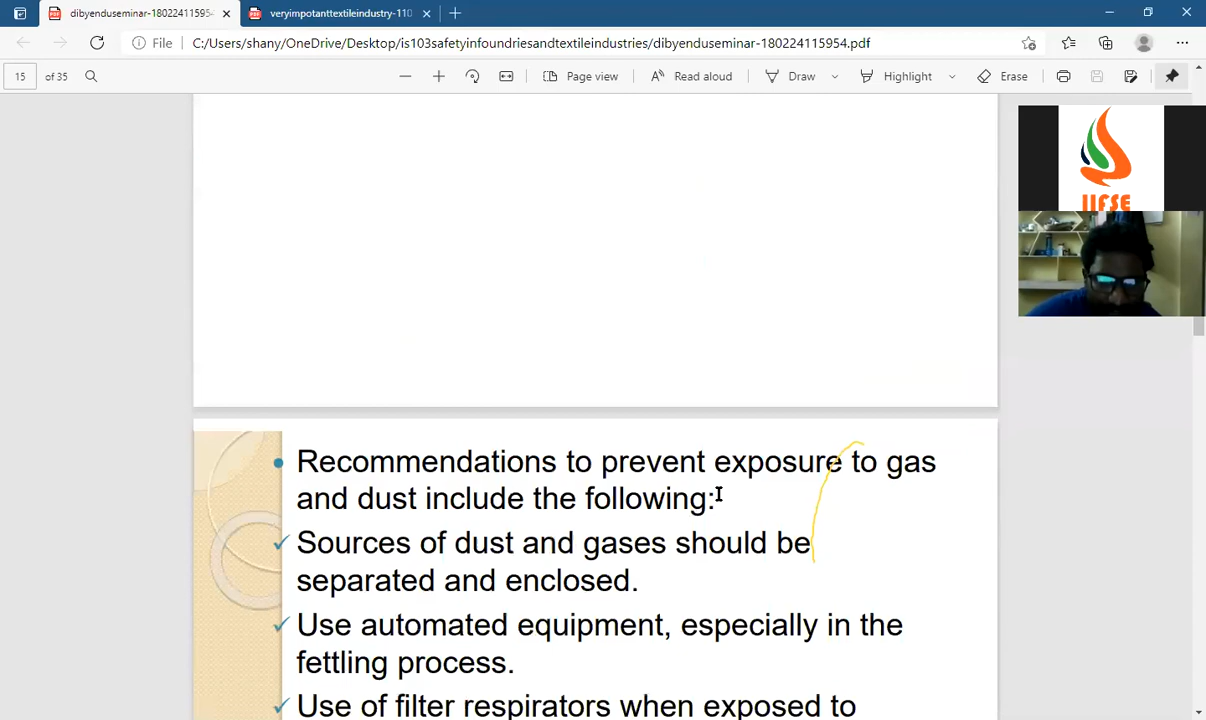 dibyenduseminar-18022411595
veryimpotanttextileindustry-110
File
C:/Users/shany/OneDrive/Desktop/is103safetyinfoundriesandtextileindustries/dibyenduseminar-180224115954.pdf
15 of 35
Page view
Read aloud
Draw
Highlight
Erase
IIFSE
Recommendations to prevent exposure to gas
and dust include the following:
Sources of dust and gases should be
separated and enclosed.
Use automated equipment, especially in the
fettling process.
Use of filter respirators when exposed to